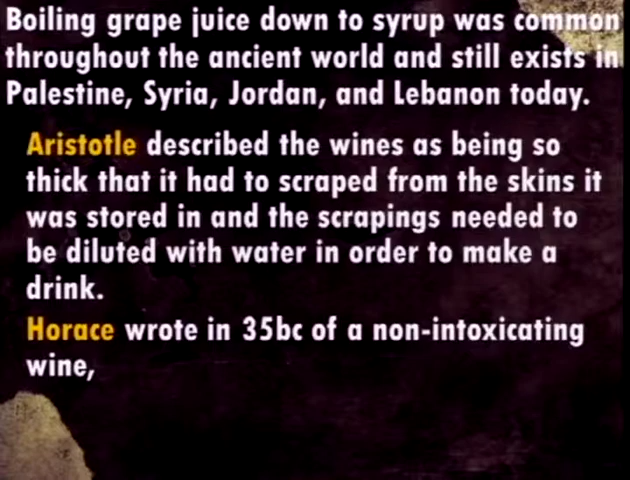 Boiling grape juice down to syrup was common
throughout the ancient world and still exists in
Palestine, Syria, Jordan, and Lebanon today.
Aristotle described the wines as being so
thick that it had to scraped from the skins it
was stored in and the scrapings needed to
be diluted with water in order to make a
drink.
Horace wrote in 35bc of a non-intoxicating
wine,